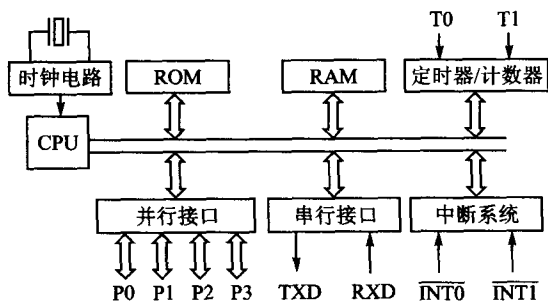 T0 T1
时钟电路 ROM RAM 定时器/计数器
CPU
并行接口 串行接口 中断系统
P0 P1 P2 P3 TXD RXD INT0 INT1